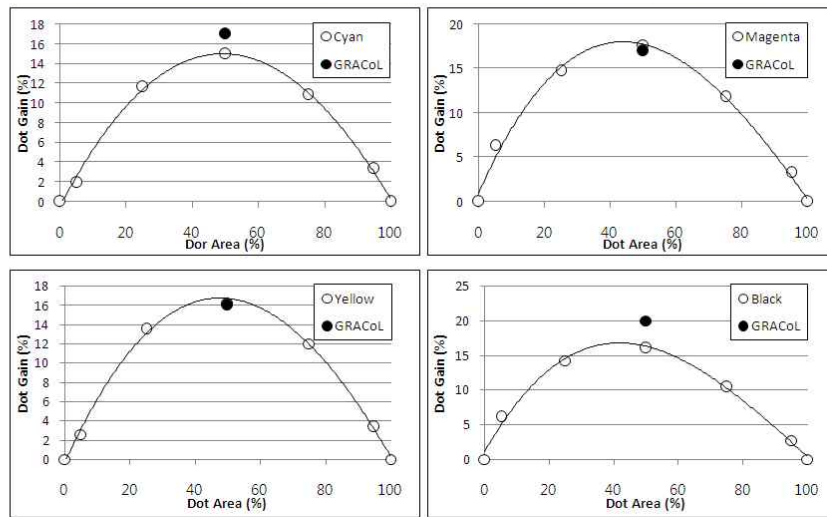 18
16
14
12
10
8
6
4
2
0
Dot Gain (%)
Cyan
GRACoL
0 20 40 60 80 100
Dor Area (%)
20
15
10
5
0
Dot Gain (%)
Magenta
GRACoL
0 20 40 60 80 100
Dot Area (%)
18
16
14
12
10
8
6
4
2
0
Dot Gain (%)
Yellow
GRACoL
0 20 40 60 80 100
Dot Area (%)
25
20
15
10
5
0
Dot Gain (%)
Black
GRACoL
0 20 40 60 80 100
Dot Area (%)